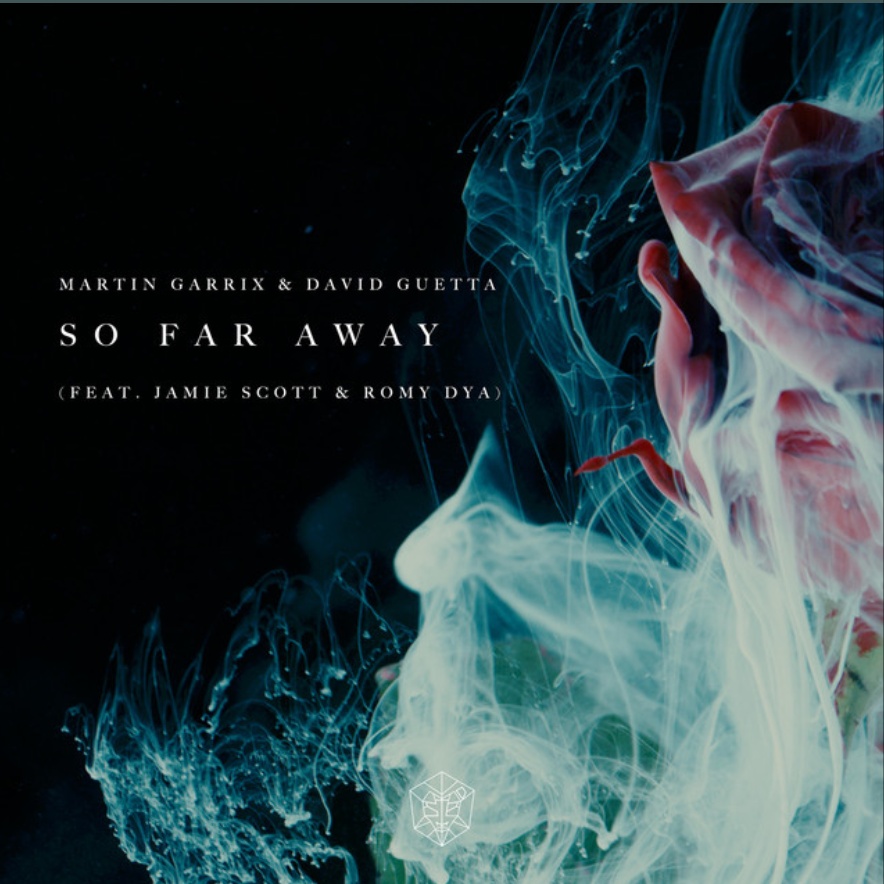 MARTIN GARRIX & DAVID GUETTA
SO FAR AWAY
(FEAT. JAMIE SCOTT & ROMY DYA)